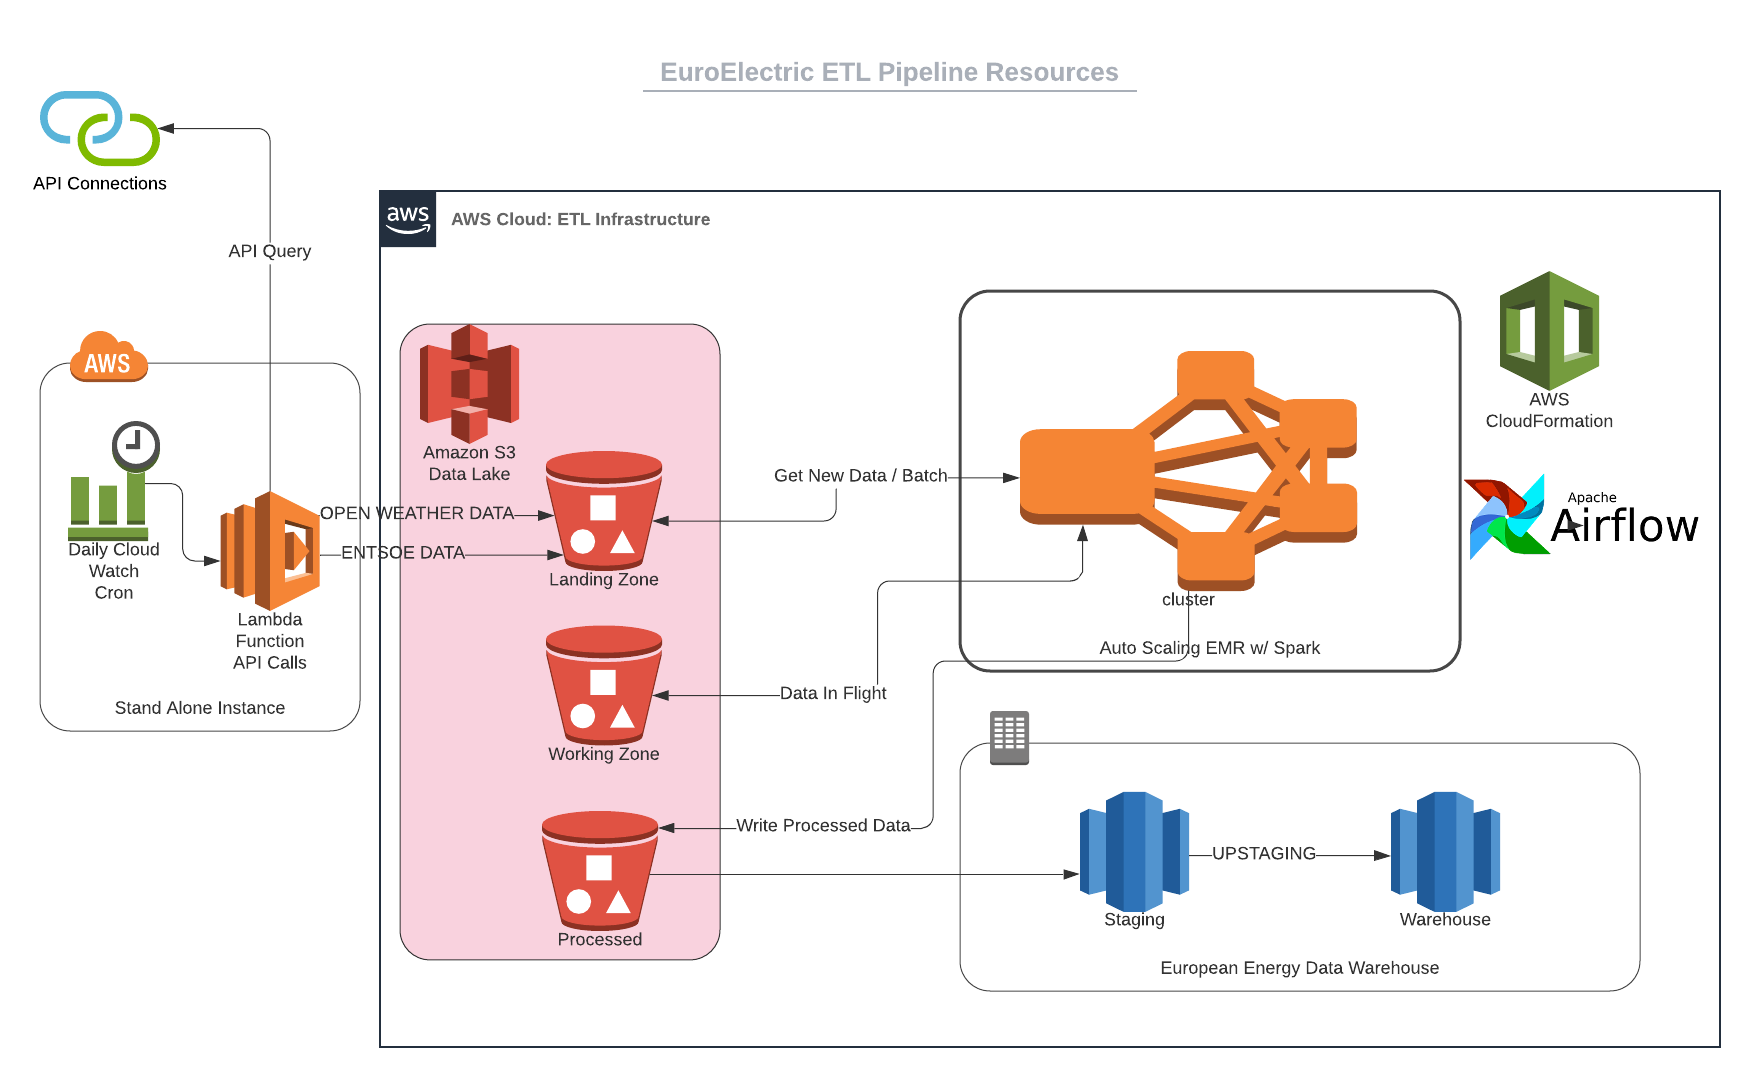 EuroElectric ETL Pipeline Resources
API Connections
API Query
aws
AWS Cloud: ETL Infrastructure
AWS
Daily Cloud
Watch
Cron
Lambda
Function
API Calls
Stand Alone Instance
OPEN WEATHER DATA
ENTSOE DATA
Amazon S3
Data Lake
Landing Zone
Working Zone
Processed
Get New Data / Batch
Data In Flight
Write Processed Data
cluster
Auto Scaling EMR w/ Spark
AWS
CloudFormation
Apache
Airflow
Staging
UPSTAGING
Warehouse
European Energy Data Warehouse